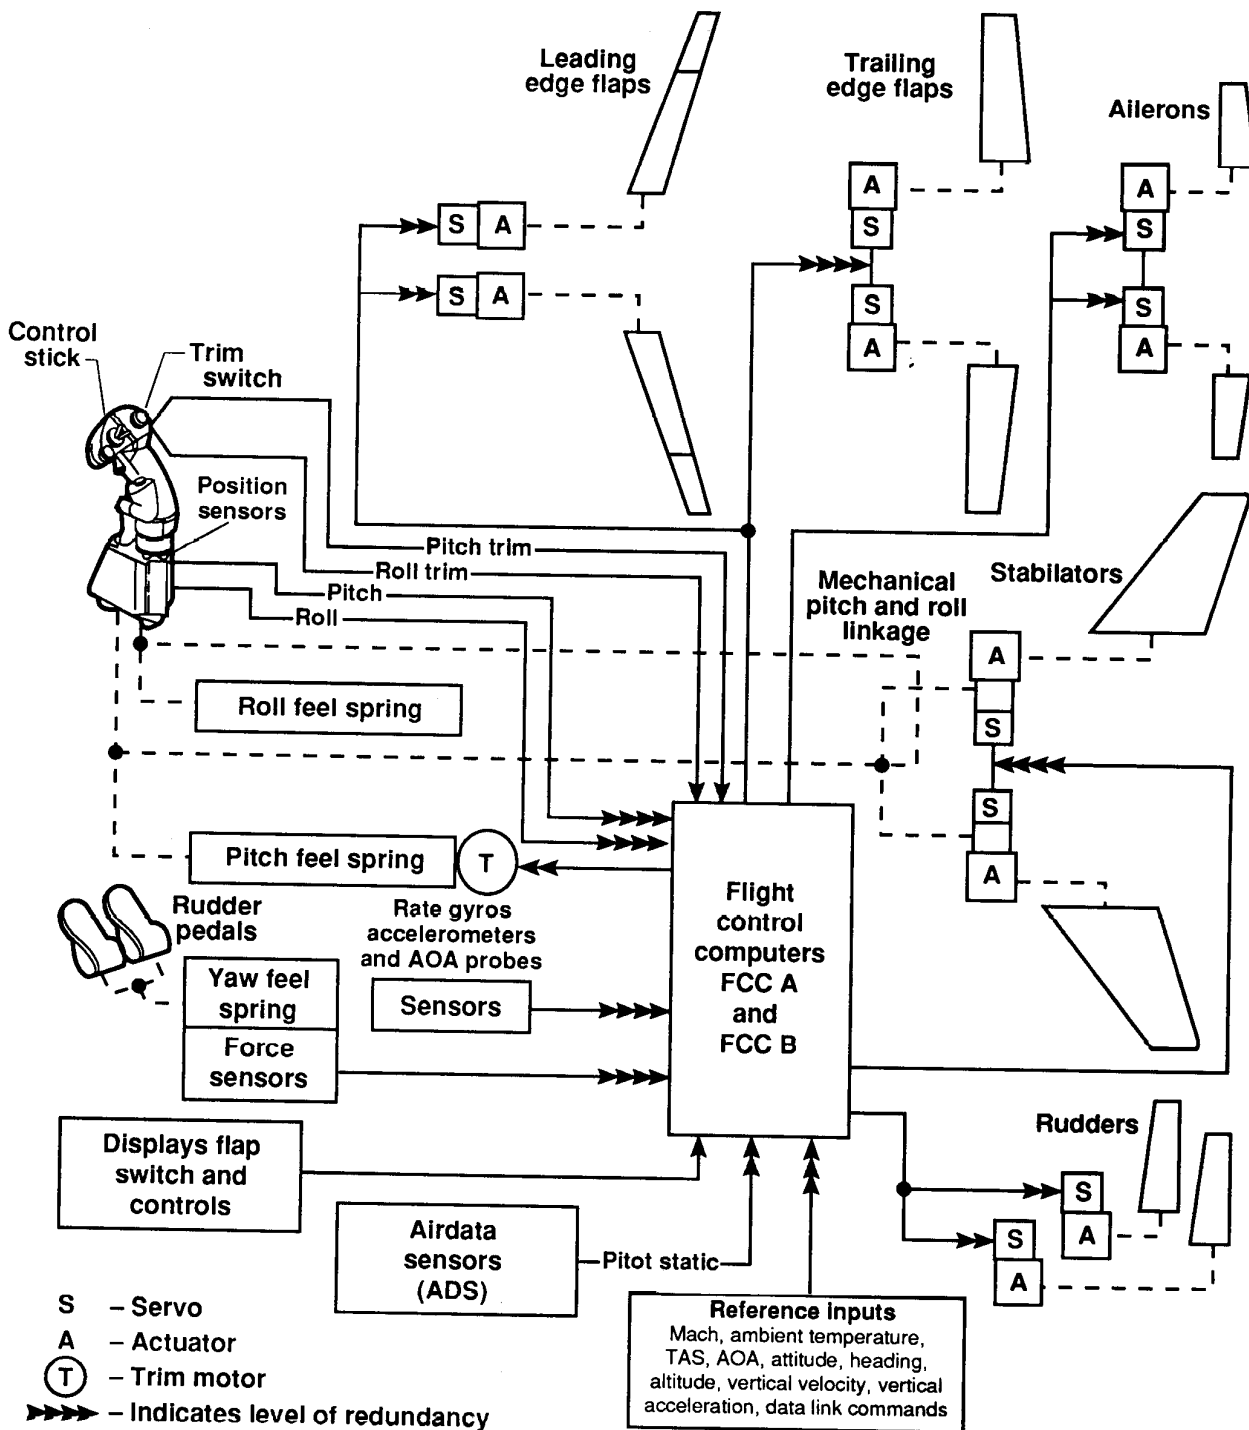 Leading
edge flaps
Trailing
edge flaps
Ailerons
A
A
S A
S
S
S A
S
S
A
A
Control
stick
Trim
switch
Position
sensors
Pitch trim
Roll trim
Pitch
Roll
Mechanical
pitch and roll
linkage
Stabilators
A
S
S
A
Roll feel spring
Pitch feel spring
T
Rudder
pedals
Rate gyros
accelerometers
and AOA probes
Yaw feel
spring
Force
sensors
Sensors
Flight
control
computers
FCC A
and
FCC B
Displays flap
switch and
controls
Airdata
sensors
(ADS)
Pitot static
Rudders
S
A
S
A
Reference inputs
Mach, ambient temperature,
TAS, AOA, attitude, heading,
altitude, vertical velocity, vertical
acceleration, data link commands
S – Servo
A – Actuator
T – Trim motor
– Indicates level of redundancy